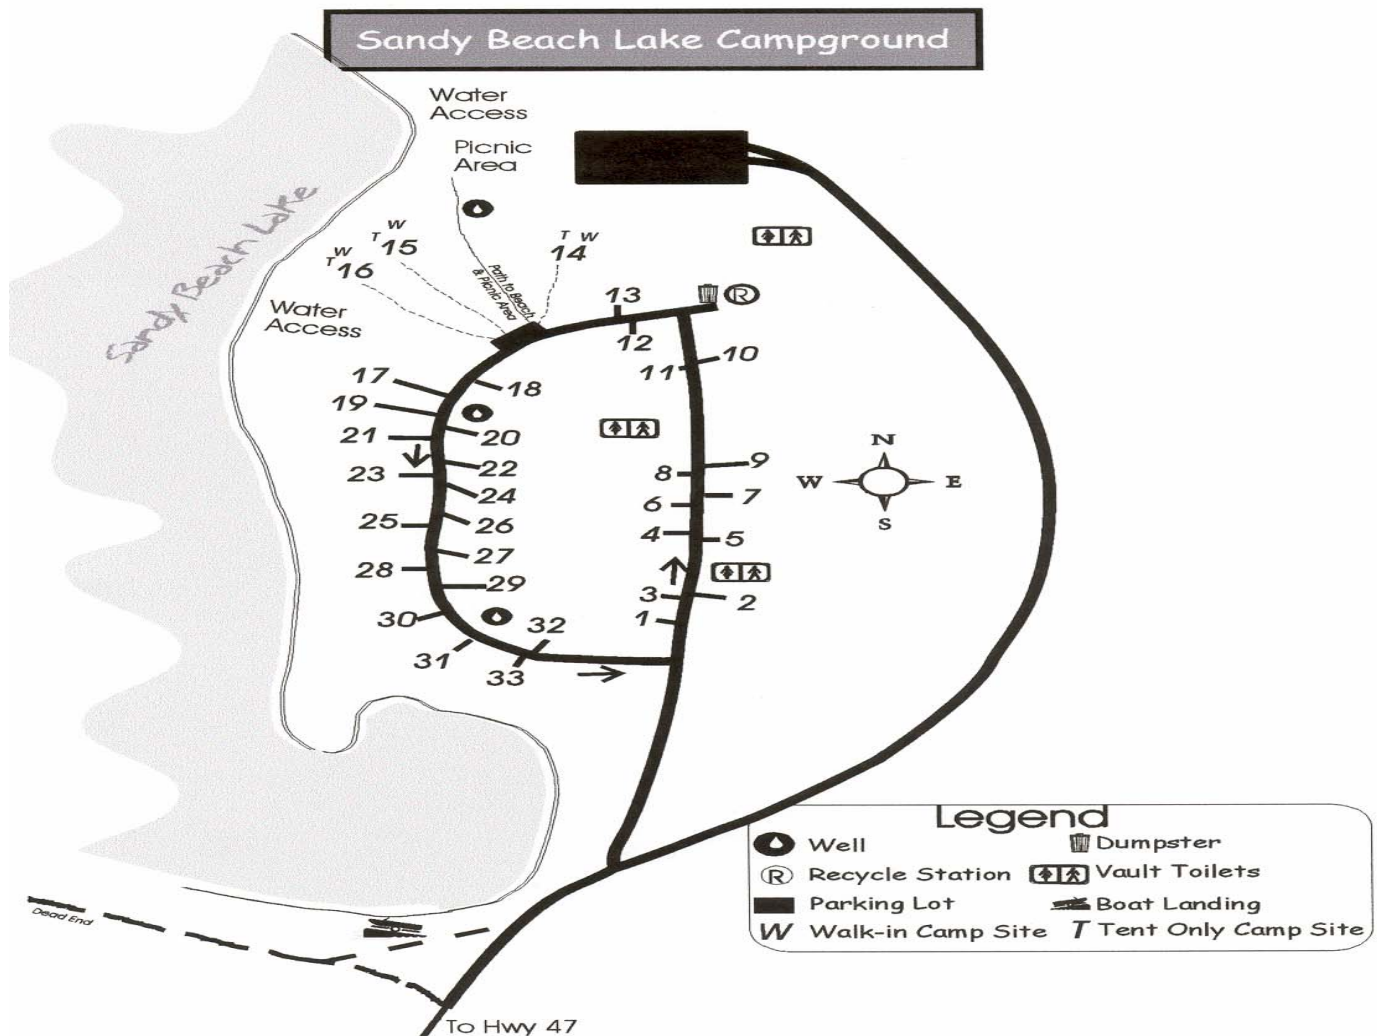 Sandy Beach Lake Campground
Water
Access
Picnic
Area
Sandy Beach Lake
T W
15
T W
16
T W
14
Path to Beach
& Picnic Area
Water
Access
13
12
R
10
11
17
18
19
20
21
22
23
24
25
26
27
28
29
30
31
32
33
9
8
7
6
5
4
3
2
1
N
W
E
S
Legend
Well
Dumpster
R Recycle Station
Vault Toilets
Parking Lot
Boat Landing
W Walk-in Camp Site
T Tent Only Camp Site
Dead End
To Hwy 47